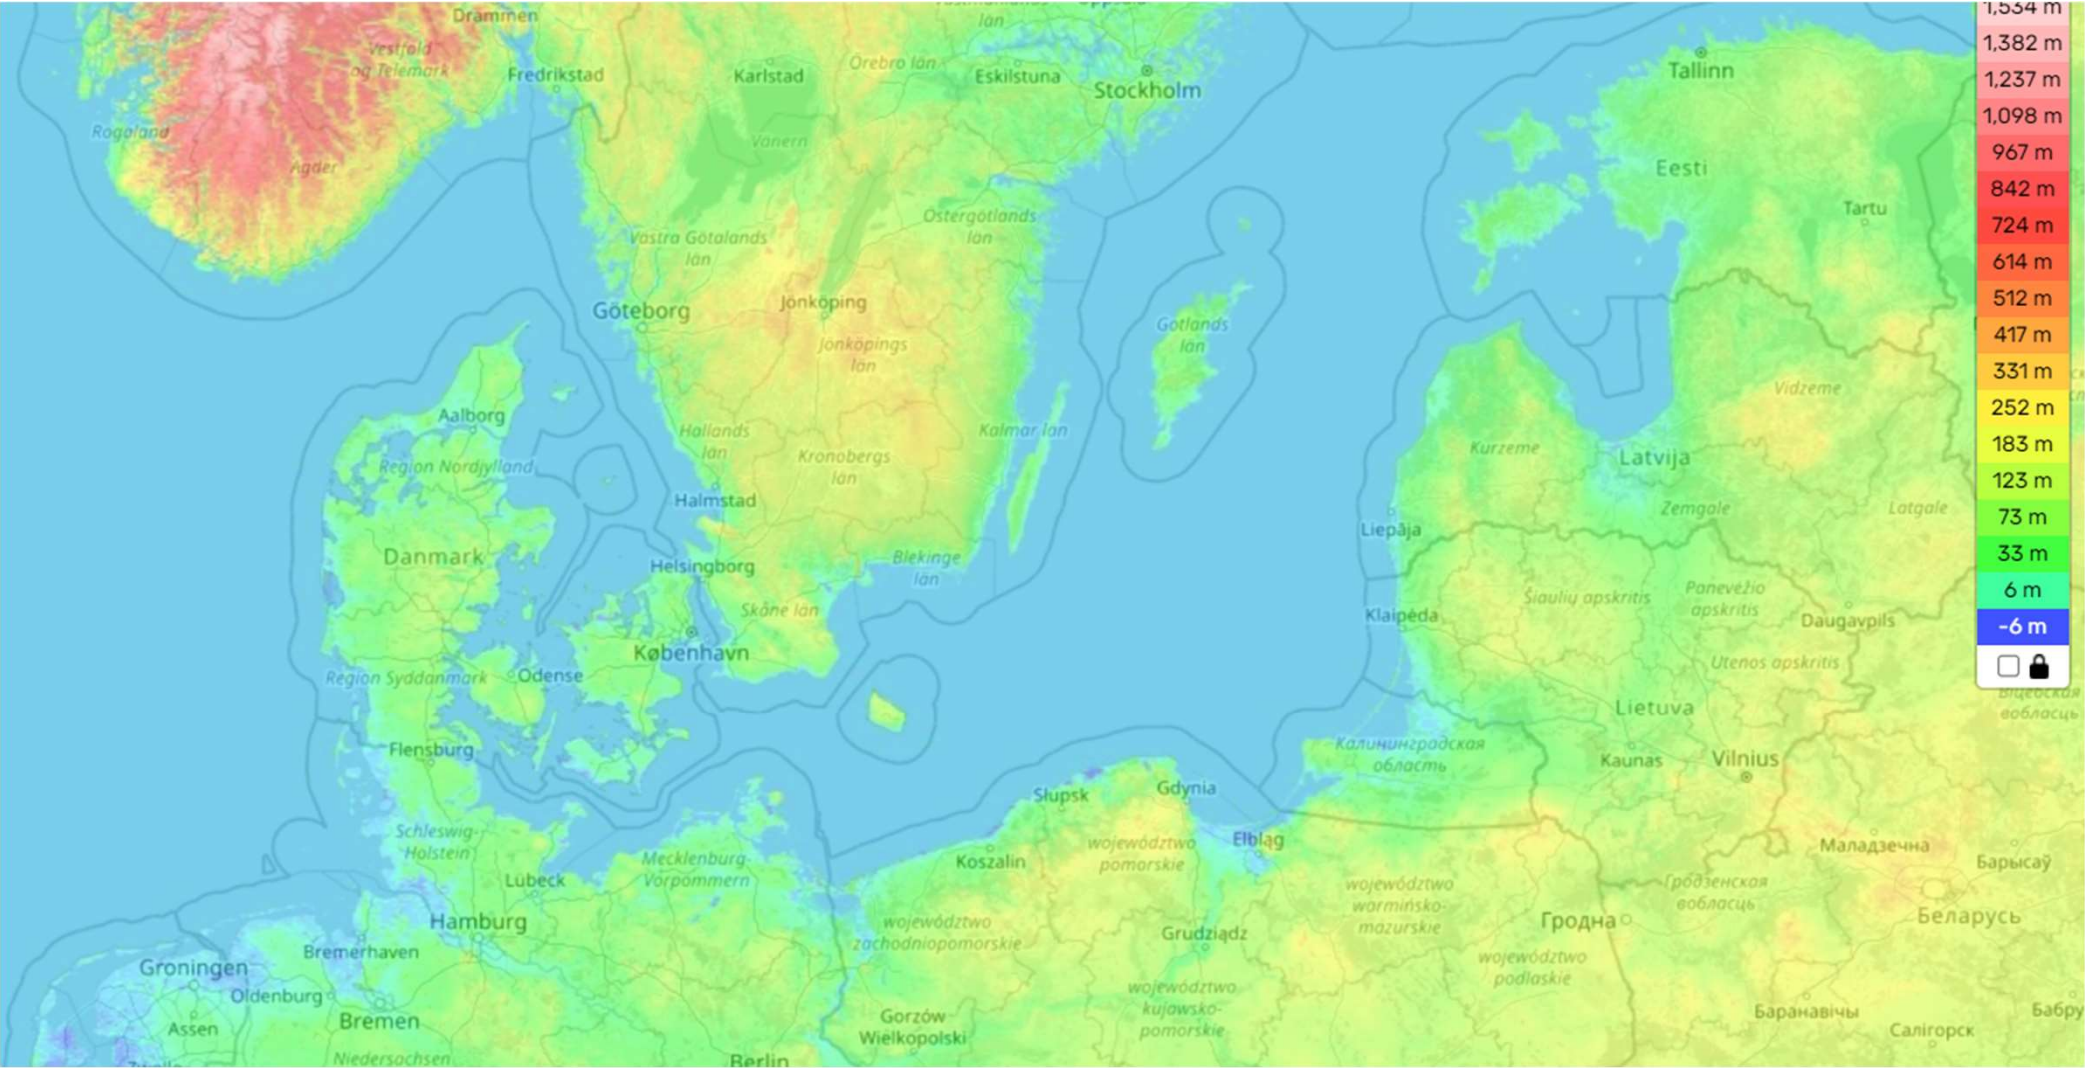 Drammen
län
Vestfold
og Telemark
Fredrikstad
Karlstad
Örebro län
Eskilstuna
Stockholm
Tallinn
Rogaland
Agder
Vänern
Eesti
Tartu
Östergötlands
län
Västra Götalands
län
Göteborg
Jönköping
Jönköpings
län
Gotlands
län
Aalborg
Region Nordjylland
Hallands
län
Kalmar län
Kronobergs
län
Vidzeme
Kurzeme
Latvija
Zemgale
Latgale
Halmstad
Liepāja
Danmark
Helsingborg
Blekinge
län
Skåne län
Klaipėda
Šiaulių apskritis
Panevėžio
apskritis
Daugavpils
København
Odense
Region Syddanmark
Utenos apskritis
Lietuva
Віцебская
вобласць
Flensburg
Калининградская
область
Kaunas
Vilnius
Słupsk
Gdynia
Schleswig-
Holstein
Elbląg
Koszalin
województwo
pomorskie
Маладзечна
Барысаў
Lübeck
Mecklenburg-
Vorpommern
województwo
warmińsko-
mazurskie
Гродзенская
вобласць
Hamburg
województwo
zachodniopomorskie
Grudziądz
Гродна
Беларусь
Bremerhaven
Groningen
Oldenburg
województwo
podlaskie
województwo
kujawsko-
pomorskie
Assen
Bremen
Gorzów
Wielkopolski
Баранавічы
Салігорск
Бабру
Niedersachsen
Berlin
1,534 m
1,382 m
1,237 m
1,098 m
967 m
842 m
724 m
614 m
512 m
417 m
331 m
252 m
183 m
123 m
73 m
33 m
6 m
-6 m